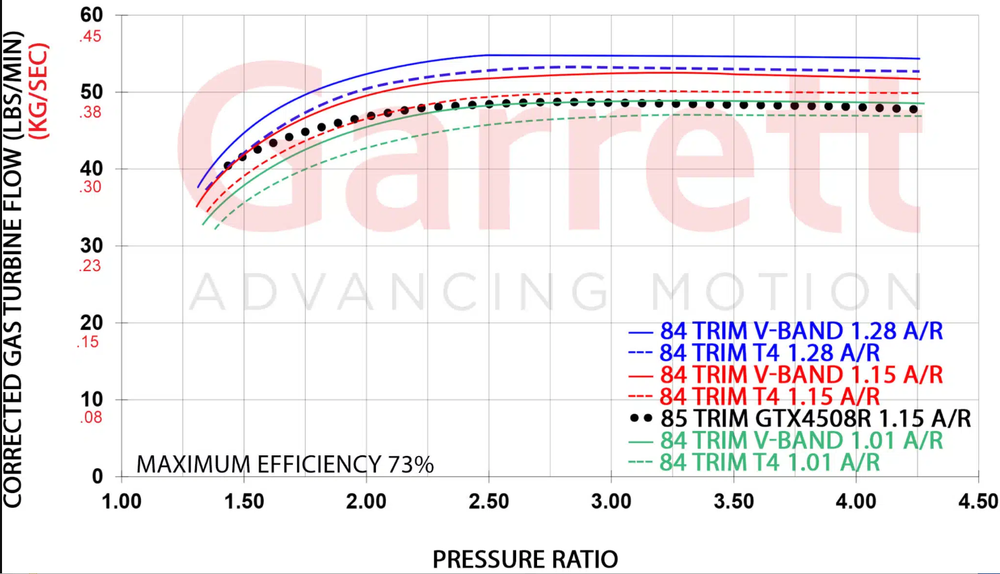 CORRECTED GAS TURBINE FLOW (LBS/MIN)
(KG/SEC)
60
.45
50
.38
40
.30
30
.23
20
.15
10
.08
0
Garrett
ADVANCING MOTION
84 TRIM V-BAND 1.28 A/R
84 TRIM T4 1.28 A/R
84 TRIM V-BAND 1.15 A/R
84 TRIM T4 1.15 A/R
85 TRIM GTX4508R 1.15 A/R
84 TRIM V-BAND 1.01 A/R
84 TRIM T4 1.01 A/R
MAXIMUM EFFICIENCY 73%
1.00 1.50 2.00 2.50 3.00 3.50 4.00 4.50
PRESSURE RATIO